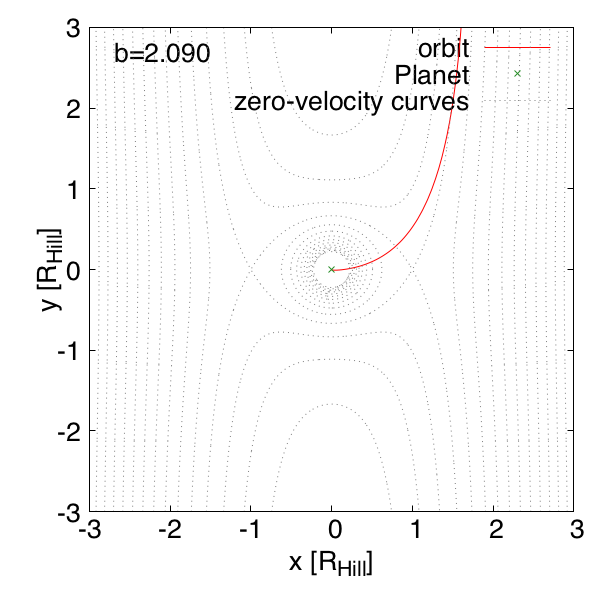 b=2.090
orbit
Planet
zero-velocity curves
3
2
1
0
-1
-2
-3
y [R_Hill]
-3 -2 -1 0 1 2 3
x [R_Hill]